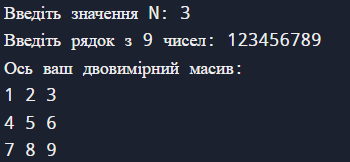 Введіть значення N: 3
Введіть рядок з 9 чисел: 123456789
Ось ваш двовимірний масив:
1 2 3
4 5 6
7 8 9